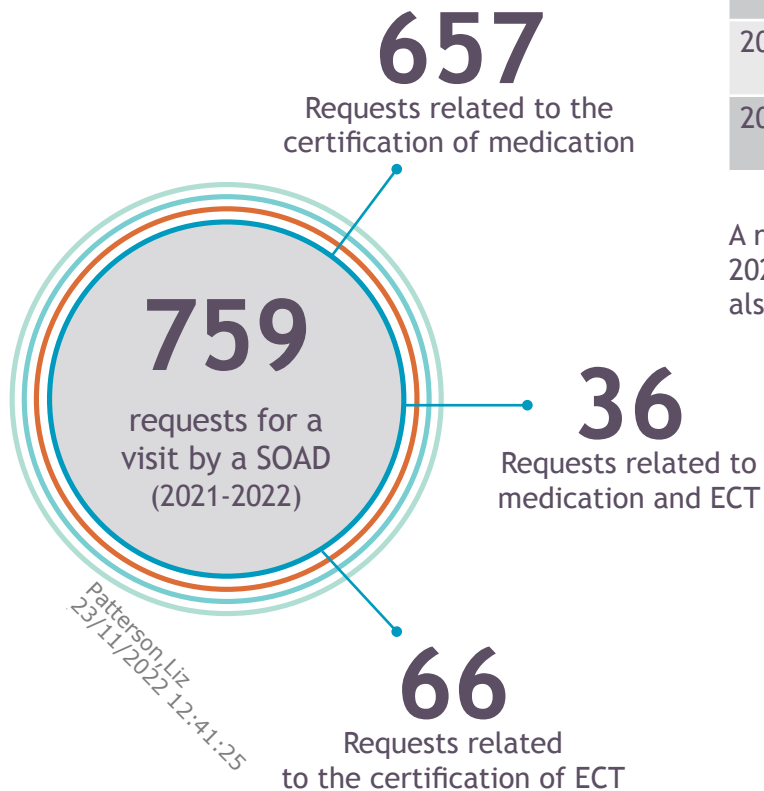 657
Requests related to the
certification of medication
759
requests for a
visit by a SOAD
(2021-2022)
36
Requests related to
medication and ECT
66
Requests related
to the certification of ECT
Patterson,Liz
23/11/2022 12:41:25